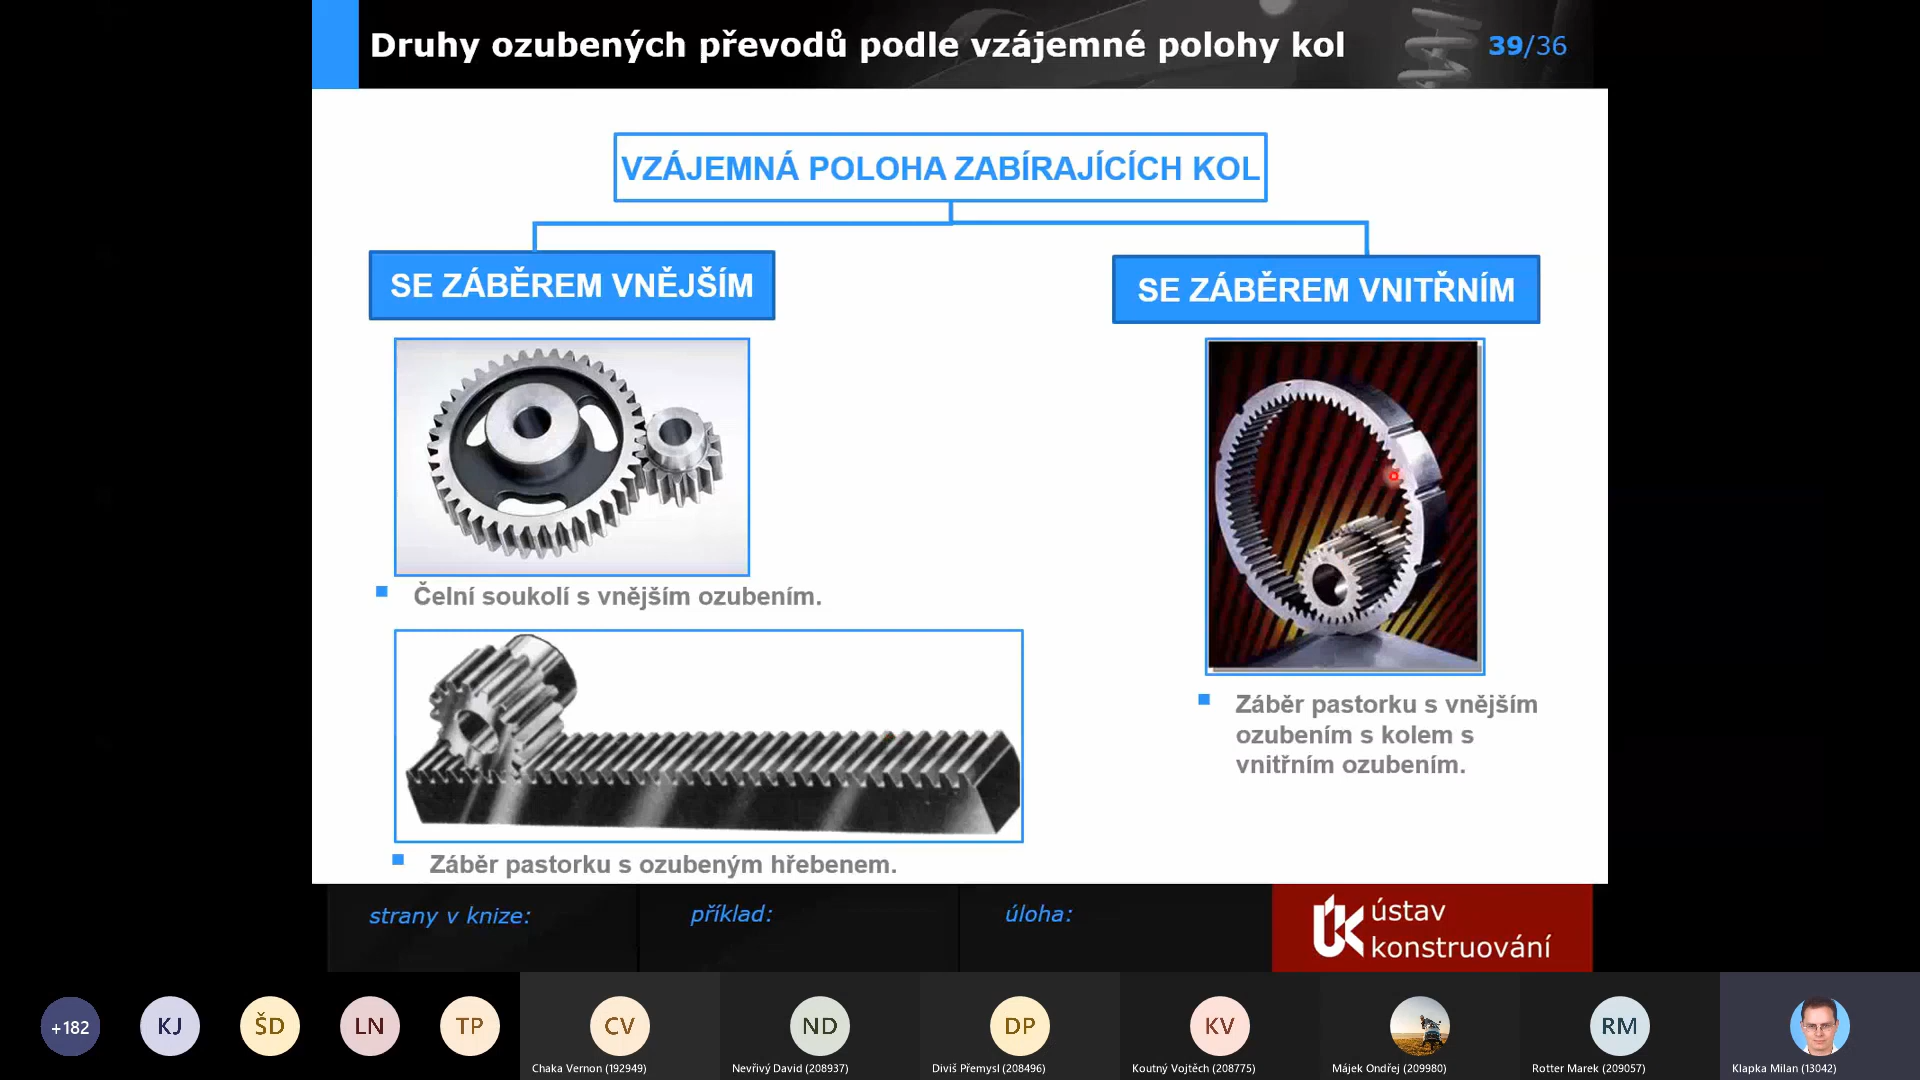 Druhy ozubených převodů podle vzájemné polohy kol
39/36
VZÁJEMNÁ POLOHA ZABÍRAJÍCÍCH KOL
SE ZÁBĚREM VNĚJŠÍM
SE ZÁBĚREM VNITŘNÍM
Čelní soukolí s vnějším ozubením.
Záběr pastorku s vnějším
ozubením s kolem s
vnitřním ozubením.
Záběr pastorku s ozubeným hřebenem.
strany v knize:
příklad:
úloha:
ÚK ústav
konstruování
+182
KJ
ŠD
LN
TP
CV
ND
DP
KV
RM
Chaka Vernon (192949)
Nevřivý David (208937)
Diviš Přemysl (208496)
Koutný Vojtěch (208775)
Májek Ondřej (209980)
Rotter Marek (209057)
Klapka Milan (13042)